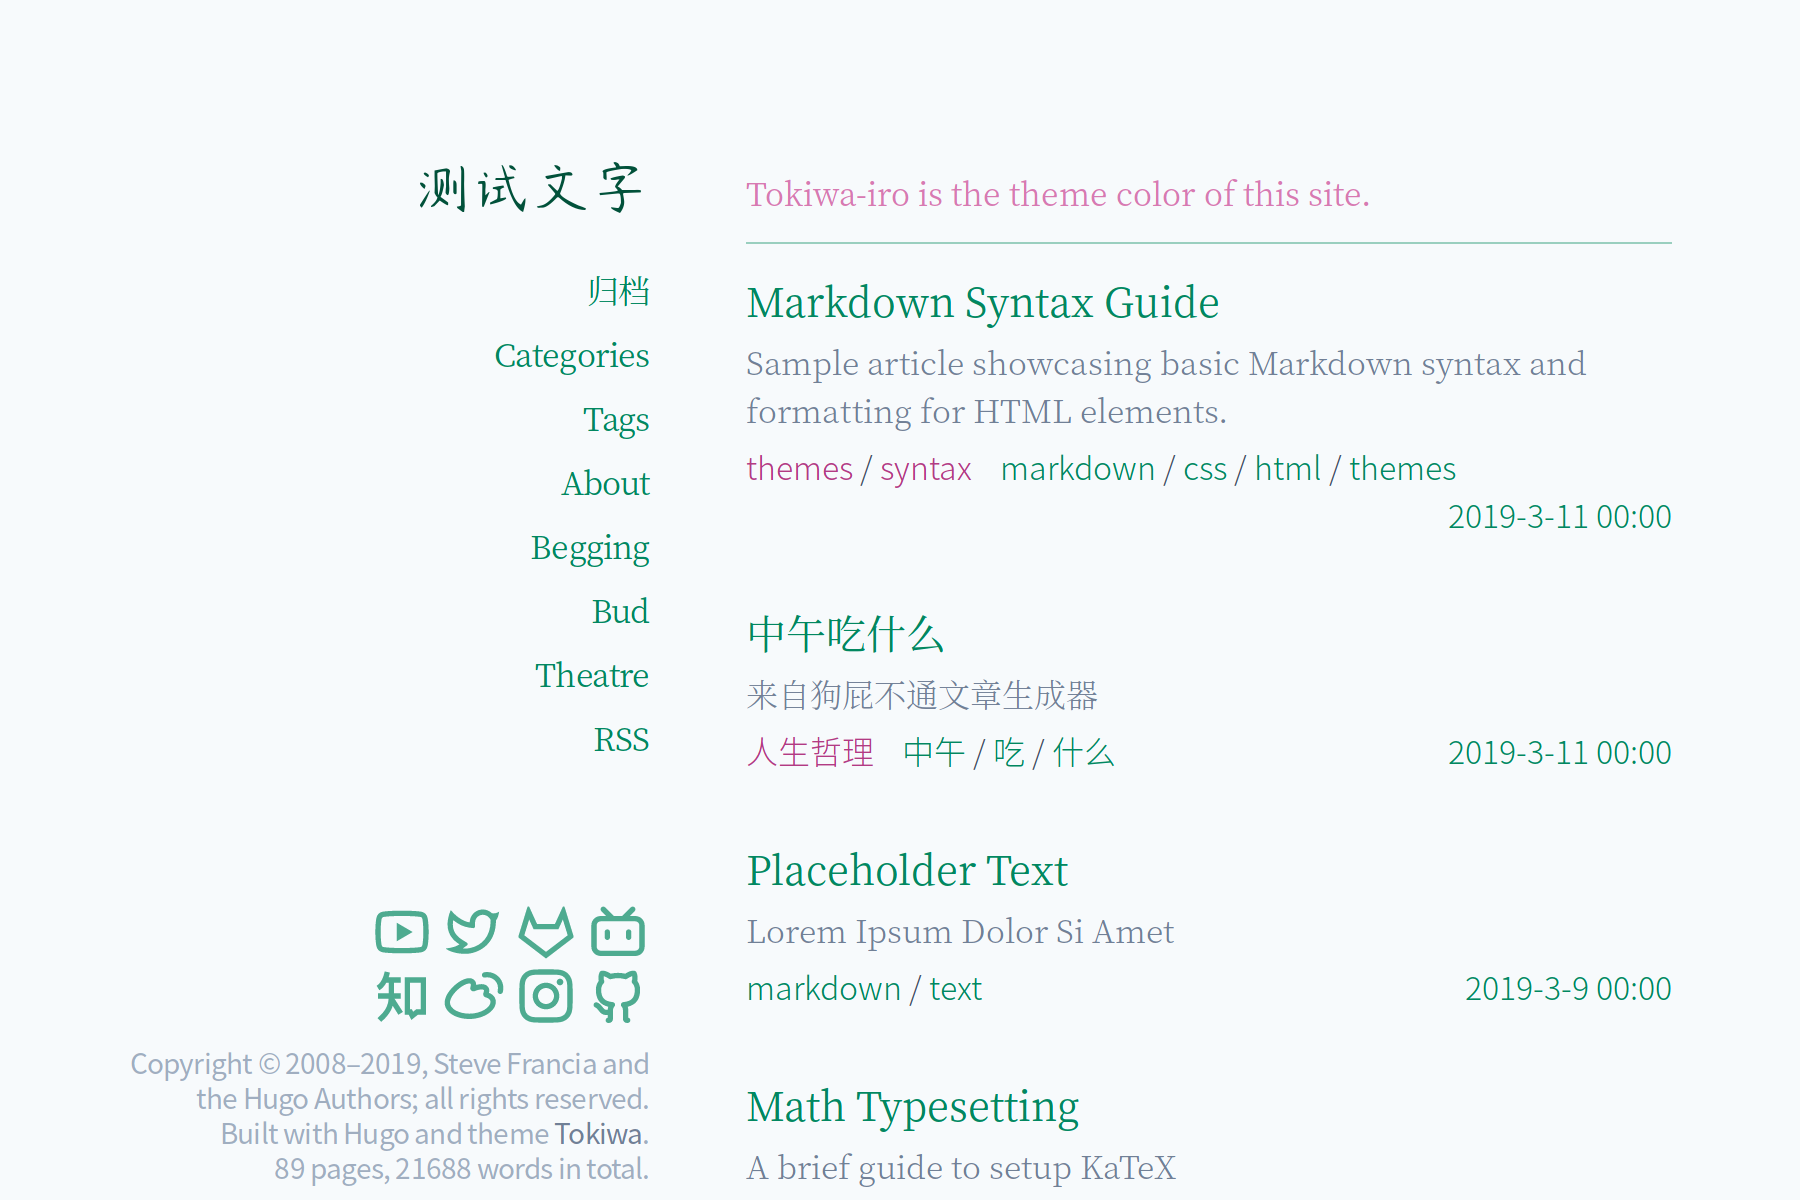 测试文字
归档
Categories
Tags
About
Begging
Bud
Theatre
RSS
知
Copyright © 2008–2019, Steve Francia and
the Hugo Authors; all rights reserved.
Built with Hugo and theme Tokiwa.
89 pages, 21688 words in total.
Tokiwa-iro is the theme color of this site.
Markdown Syntax Guide
Sample article showcasing basic Markdown syntax and
formatting for HTML elements.
themes / syntax markdown / css / html / themes
2019-3-11 00:00
中午吃什么
来自狗屁不通文章生成器
人生哲理 中午 / 吃 / 什么 2019-3-11 00:00
Placeholder Text
Lorem Ipsum Dolor Si Amet
markdown / text 2019-3-9 00:00
Math Typesetting
A brief guide to setup KaTeX